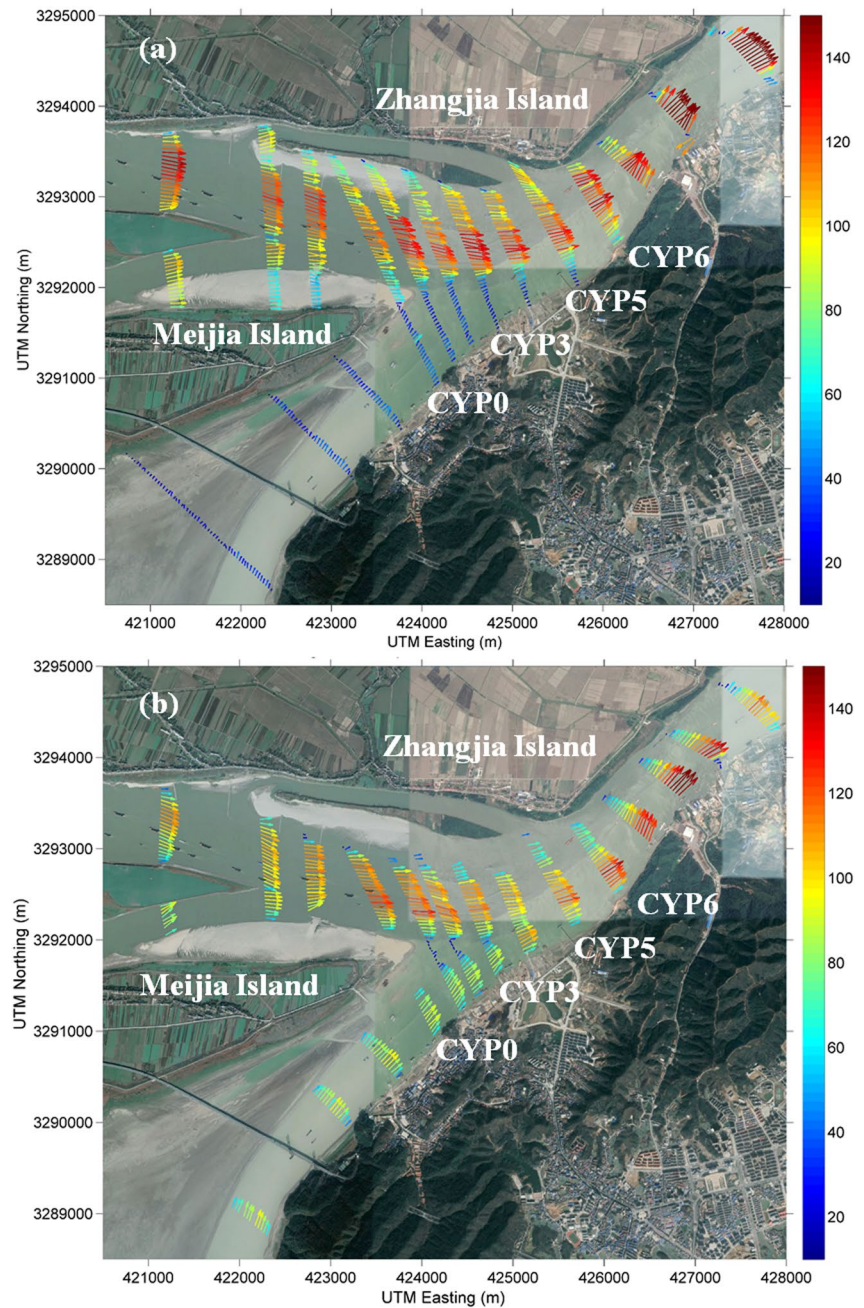 (a)
Zhangjia Island
Meijia Island
CYP6
CYP5
CYP3
CYP0
3295000
3294000
3293000
3292000
3291000
3290000
3289000
UTM Northing (m)
421000 422000 423000 424000 425000 426000 427000 428000
UTM Easting (m)
140
120
100
80
60
40
20
(b)
Zhangjia Island
Meijia Island
CYP6
CYP5
CYP3
CYP0
3295000
3294000
3293000
3292000
3291000
3290000
3289000
UTM Northing (m)
421000 422000 423000 424000 425000 426000 427000 428000
UTM Easting (m)
140
120
100
80
60
40
20